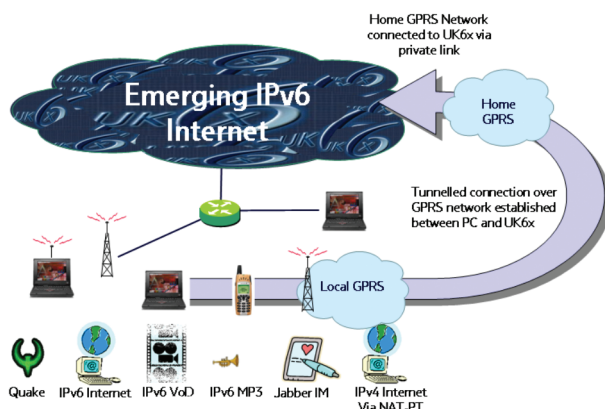 Home GPRS Network
connected to UK6x via
private link
Emerging IPv6
Internet
Home
GPRS
Tunnelled connection over
GPRS network established
between PC and UK6x
Local GPRS
Quake
IPv6 Internet
IPv6 VoD
IPv6 MP3
Jabber IM
IPv4 Internet
Via NAT-PT